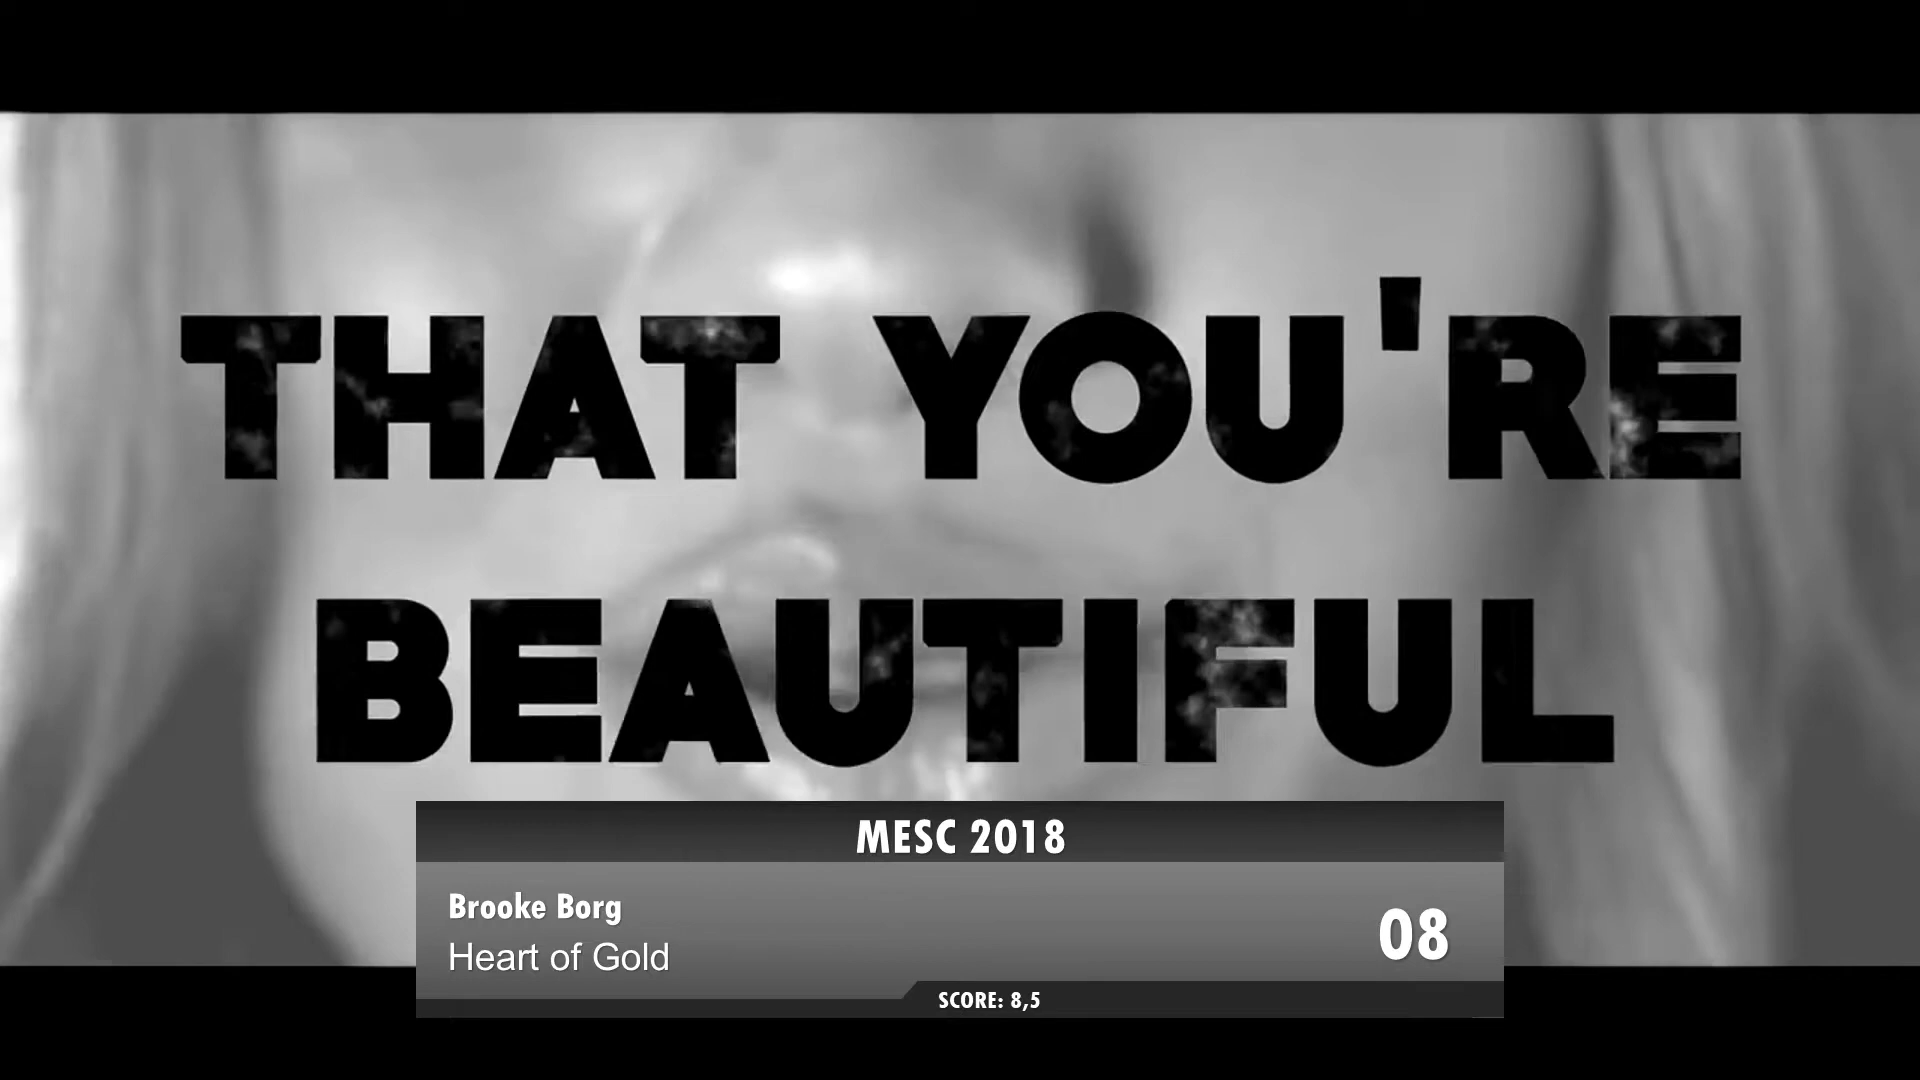 THAT YOU'RE
BEAUTIFUL
MESC 2018
Brooke Borg
Heart of Gold
08
SCORE: 8,5